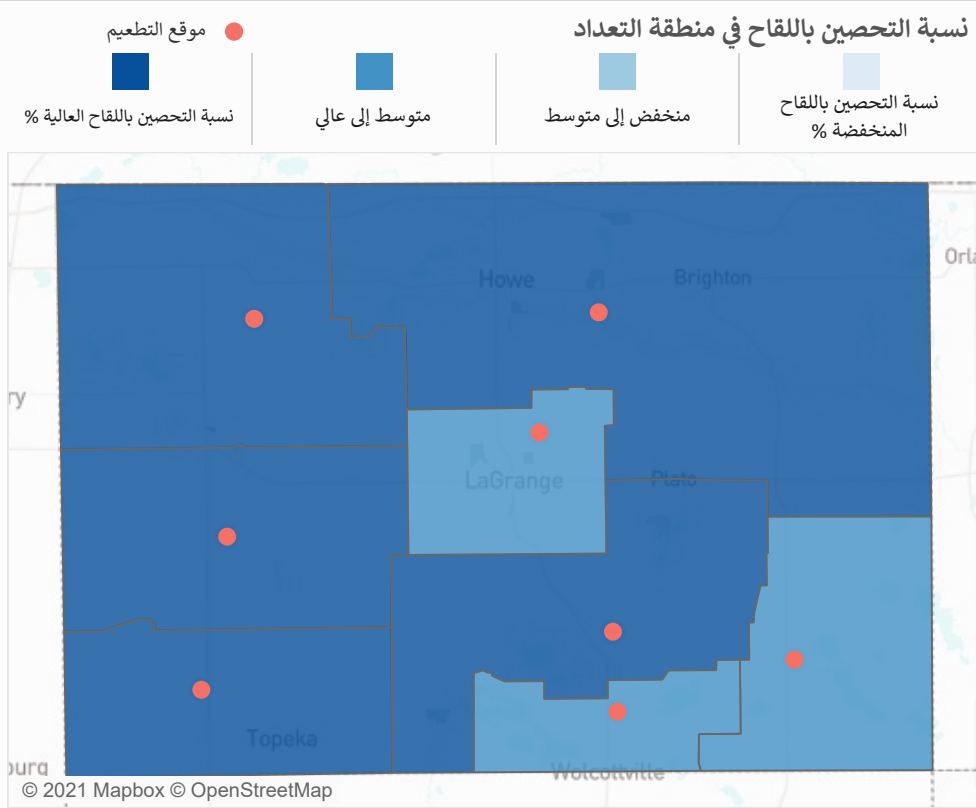 نسبة التحصين باللقاح في منطقة التعداد
موقع التطعيم
نسبة التحصين باللقاح
المنخفضة %
منخفض إلى متوسط
متوسط إلى عالي
نسبة التحصين باللقاح العالية %
Howe
Brighton
Orla
ry
LaGrange
Plato
Topeka
Wolcottville
burg
© 2021 Mapbox © OpenStreetMap